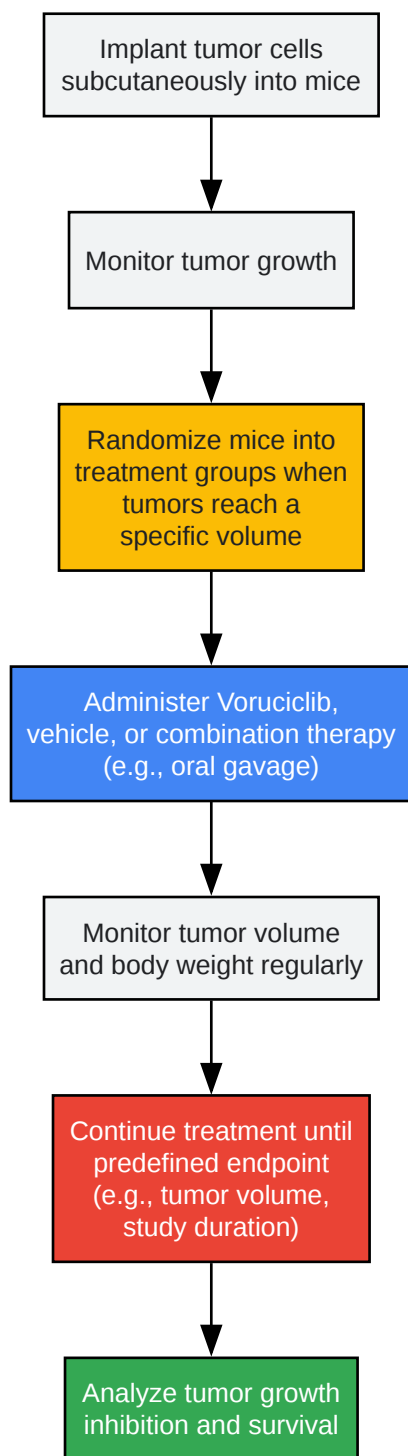 Implant tumor cells
subcutaneously into mice
Monitor tumor growth
Randomize mice into
treatment groups when
tumors reach a
specific volume
Administer Voruciclib,
vehicle, or combination therapy
(e.g., oral gavage)
Monitor tumor volume
and body weight regularly
Continue treatment until
predefined endpoint
(e.g., tumor volume,
study duration)
Analyze tumor growth
inhibition and survival